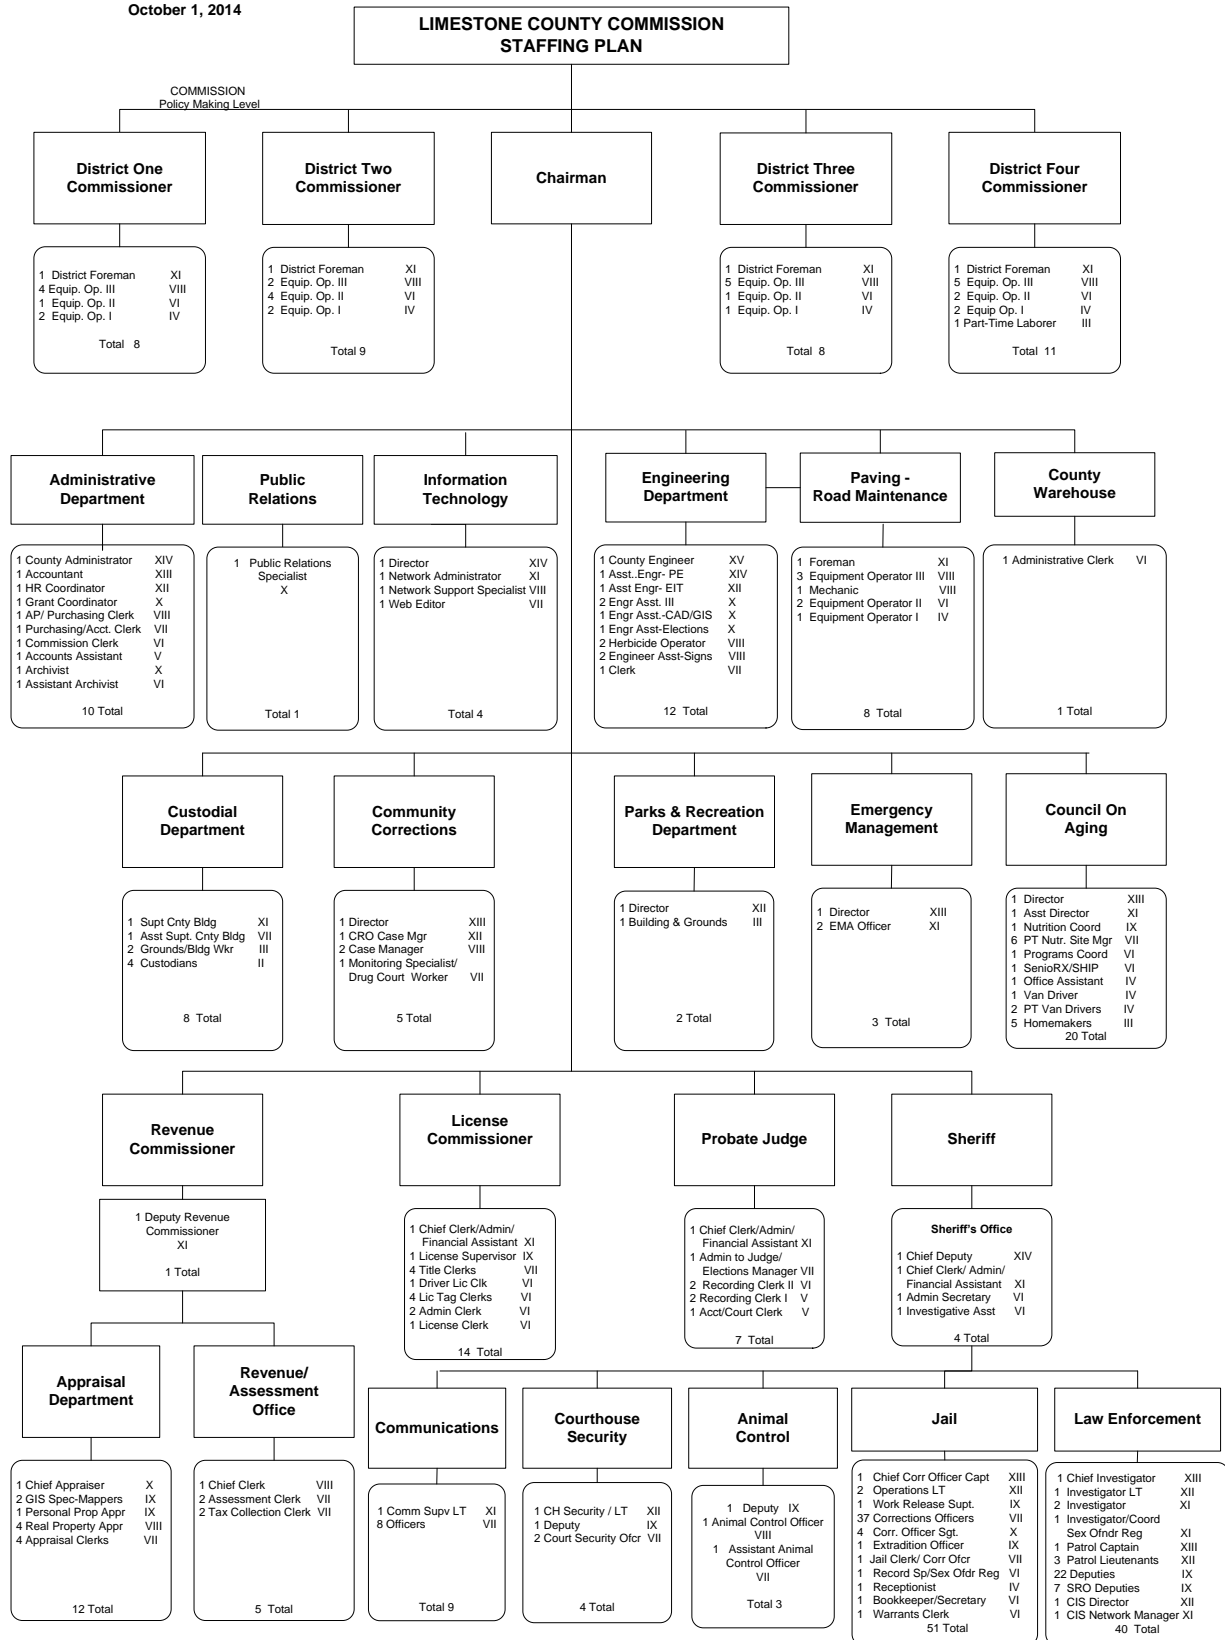 October 1, 2014
LIMESTONE COUNTY COMMISSION
STAFFING PLAN
COMMISSION
Policy Making Level
District One
Commissioner
District Two
Commissioner
Chairman
District Three
Commissioner
District Four
Commissioner
1 District Foreman XI
4 Equip. Op. III VIII
1 Equip. Op. II VI
2 Equip. Op. I IV
Total 8
1 District Foreman XI
2 Equip. Op. III VIII
4 Equip. Op. II VI
2 Equip. Op. I IV
Total 9
1 District Foreman XI
5 Equip. Op. III VIII
1 Equip. Op. II VI
1 Equip. Op. I IV
Total 8
1 District Foreman XI
5 Equip. Op. III VIII
2 Equip. Op. II VI
2 Equip Op. I IV
1 Part-Time Laborer III
Total 11
Administrative
Department
Public
Relations
Information
Technology
Engineering
Department
Paving -
Road Maintenance
County
Warehouse
1 County Administrator XIV
1 Accountant XIII
1 HR Coordinator XII
1 Grant Coordinator X
1 AP/ Purchasing Clerk VIII
1 Purchasing/Acct. Clerk VII
1 Commission Clerk VI
1 Accounts Assistant V
1 Archivist X
1 Assistant Archivist VI
10 Total
1 Public Relations
Specialist
X
Total 1
1 Director XIV
1 Network Administrator XI
1 Network Support Specialist VIII
1 Web Editor VII
Total 4
1 County Engineer XV
1 Asst..Engr- PE XIV
1 Asst Engr- EIT XII
2 Engr Asst. III X
1 Engr Asst.-CAD/GIS X
1 Engr Asst-Elections X
2 Herbicide Operator VIII
2 Engineer Asst-Signs VIII
1 Clerk VII
12 Total
1 Foreman XI
3 Equipment Operator III VIII
1 Mechanic VIII
2 Equipment Operator II VI
1 Equipment Operator I IV
8 Total
1 Administrative Clerk VI
1 Total
Custodial
Department
Community
Corrections
Parks & Recreation
Department
Emergency
Management
Council On
Aging
1 Supt Cnty Bldg XI
1 Asst Supt. Cnty Bldg VII
2 Grounds/Bldg Wkr III
4 Custodians II
8 Total
1 Director XIII
1 CRO Case Mgr XII
2 Case Manager VIII
1 Monitoring Specialist/
Drug Court Worker VII
5 Total
1 Director XII
1 Building & Grounds III
2 Total
1 Director XIII
2 EMA Officer XI
3 Total
1 Director XIII
1 Asst Director XI
1 Nutrition Coord IX
6 PT Nutr. Site Mgr VII
1 Programs Coord VI
1 SenioRX/SHIP VI
1 Office Assistant IV
1 Van Driver IV
2 PT Van Drivers IV
5 Homemakers III
20 Total
Revenue
Commissioner
License
Commissioner
Probate Judge
Sheriff
1 Deputy Revenue
Commissioner
XI
1 Total
1 Chief Clerk/Admin/
Financial Assistant XI
1 License Supervisor IX
4 Title Clerks VII
1 Driver Lic Clk VI
4 Lic Tag Clerks VI
2 Admin Clerk VI
1 License Clerk VI
14 Total
1 Chief Clerk/Admin/
Financial Assistant XI
1 Admin to Judge/
Elections Manager VII
2 Recording Clerk II VI
2 Recording Clerk I V
1 Acct/Court Clerk V
7 Total
Sheriff's Office
1 Chief Deputy XIV
1 Chief Clerk/ Admin/
Financial Assistant XI
1 Admin Secretary VI
1 Investigative Asst VI
4 Total
Appraisal
Department
Revenue/
Assessment
Office
Communications
Courthouse
Security
Animal
Control
Jail
Law Enforcement
1 Chief Appraiser X
2 GIS Spec-Mappers IX
1 Personal Prop Appr IX
4 Real Property Appr VIII
4 Appraisal Clerks VII
12 Total
1 Chief Clerk VIII
2 Assessment Clerk VII
2 Tax Collection Clerk VII
5 Total
1 Comm Supv LT XI
8 Officers VII
Total 9
1 CH Security / LT XII
1 Deputy IX
2 Court Security Ofcr VII
4 Total
1 Deputy IX
1 Animal Control Officer
VIII
1 Assistant Animal
Control Officer
VII
Total 3
1 Chief Corr Officer Capt XIII
2 Operations LT XII
1 Work Release Supt. IX
37 Corrections Officers VII
4 Corr. Officer Sgt. X
1 Extradition Officer IX
1 Jail Clerk/ Corr Ofcr VII
1 Record Sp/Sex Ofdr Reg VI
1 Receptionist IV
1 Bookkeeper/Secretary VI
1 Warrants Clerk VI
51 Total
1 Chief Investigator XIII
1 Investigator LT XII
2 Investigator XI
1 Investigator/Coord
Sex Ofndr Reg XI
1 Patrol Captain XIII
3 Patrol Lieutenants XII
22 Deputies IX
7 SRO Deputies IX
1 CIS Director XII
1 CIS Network Manager XI
40 Total